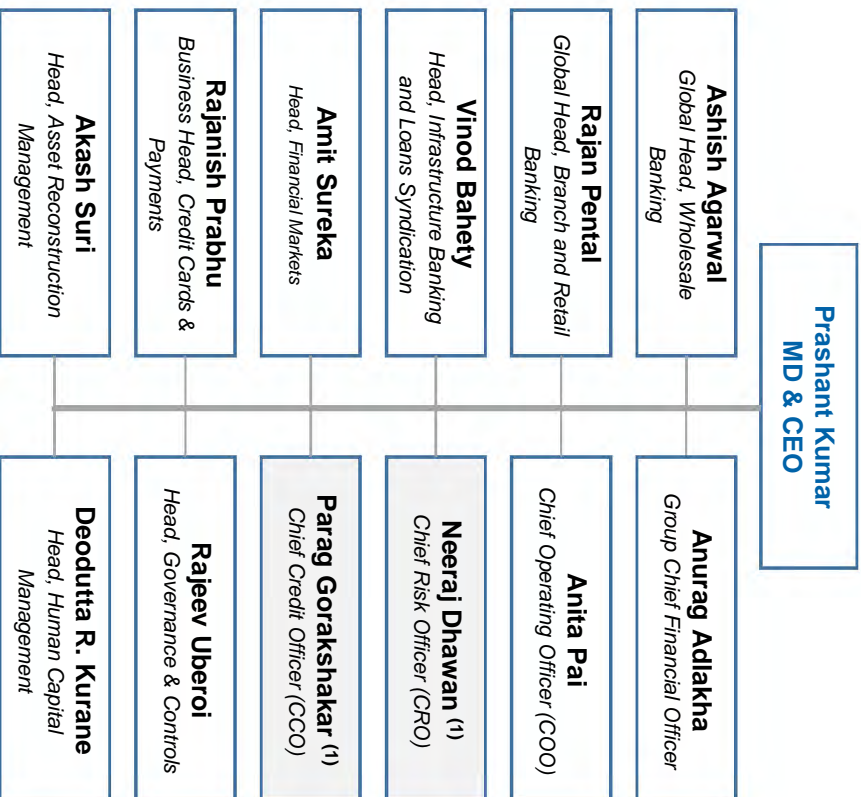 Prashant Kumar
MD & CEO
Ashish Agarwal
Global Head, Wholesale
Banking
Rajan Pental
Global Head, Branch and Retail
Banking
Vinod Bahety
Head, Infrastructure Banking
and Loans Syndication
Amit Sureka
Head, Financial Markets
Rajanish Prabhu
Business Head, Credit Cards &
Payments
Akash Suri
Head, Asset Reconstruction
Management
Anurag Adlakha
Group Chief Financial Officer
Anita Pai
Chief Operating Officer (COO)
Neeraj Dhawan (1)
Chief Risk Officer (CRO)
Parag Gorakshakar (1)
Chief Credit Officer (CCO)
Rajeev Uberoi
Head, Governance & Controls
Deodutta R. Kurane
Head, Human Capital
Management